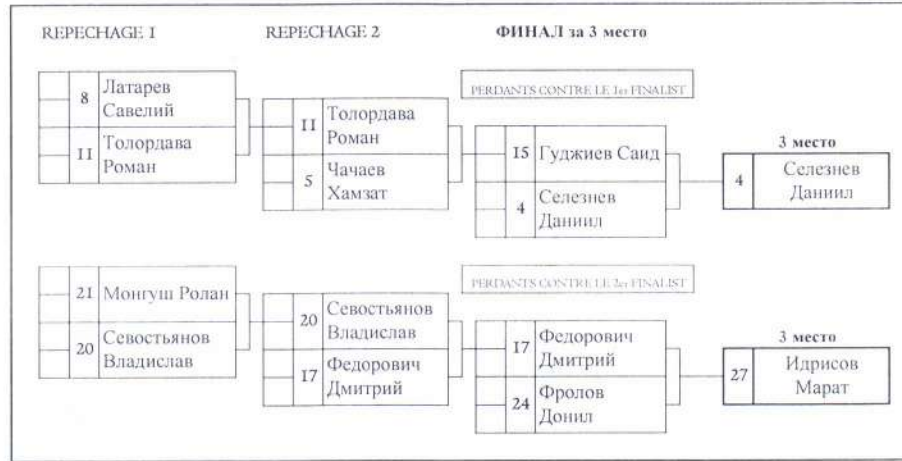 REPECHAGE 1
REPECHAGE 2
ФИНАЛ за 3 место
8
Латарев
Савелий
11
Толордава
Роман
11
Толордава
Роман
5
Чачаев
Хамзат
PERDANTS CONTRE LE 1er FINALIST
15
Гуджиев Саид
4
Селезнев
Даниил
3 место
4
Селезнев
Даниил
21
Монгуш Ролан
20
Севостьянов
Владислав
20
Севостьянов
Владислав
17
Федорович
Дмитрий
PERDANTS CONTRE LE 2er FINALIST
17
Федорович
Дмитрий
24
Фролов
Донил
3 место
27
Идрисов
Марат